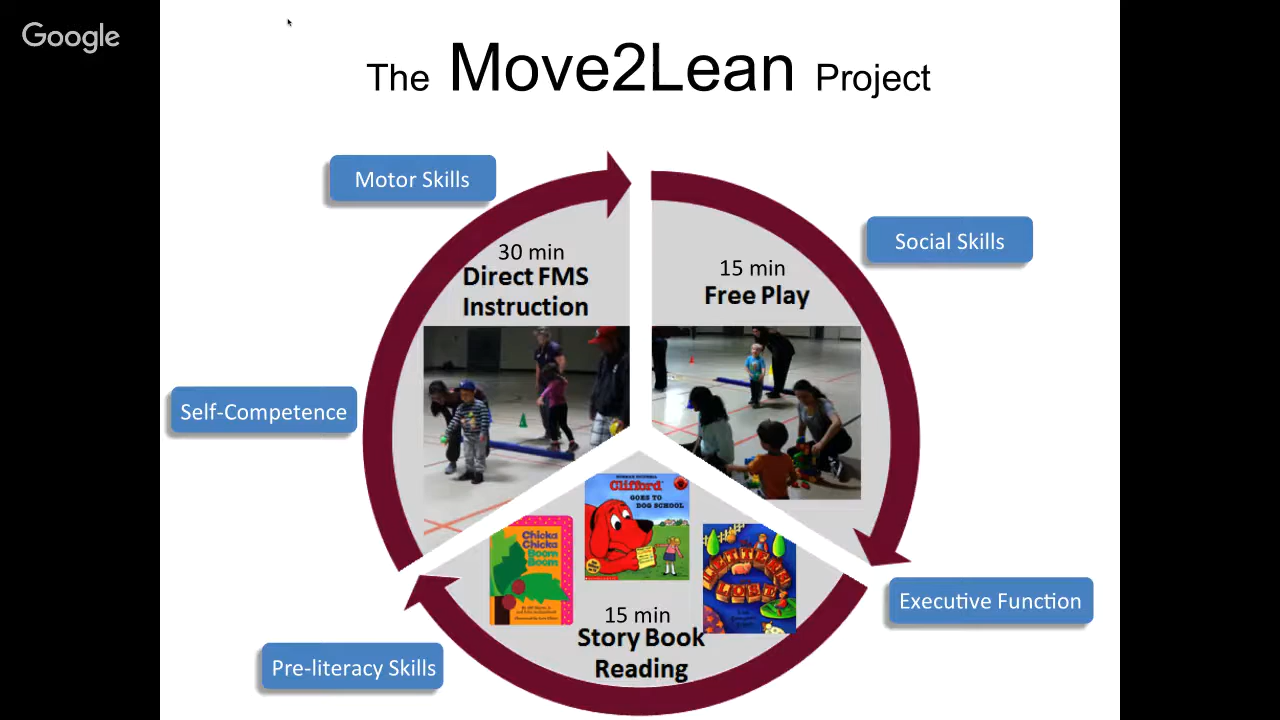 Google
The Move2Lean Project
Motor Skills
Social Skills
30 min
Direct FMS
Instruction
15 min
Free Play
Self-Competence
Clifford
GOES TO
DOG SCHOOL
Chicka
Chicka
Boom
Boom
LETTERS
LOST
15 min
Story Book
Reading
Executive Function
Pre-literacy Skills